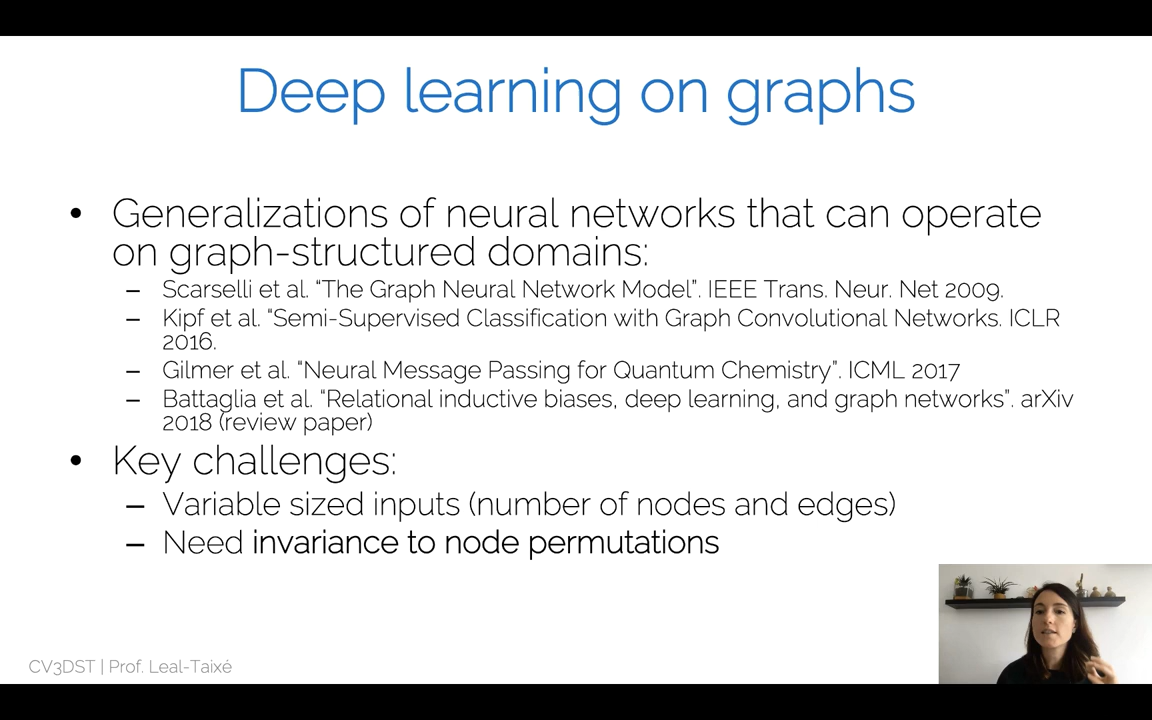 Deep learning on graphs
• Generalizations of neural networks that can operate
on graph-structured domains:
– Scarselli et al. “The Graph Neural Network Model”. IEEE Trans. Neur. Net 2009.
– Kipf et al. “Semi-Supervised Classification with Graph Convolutional Networks. ICLR
2016.
– Gilmer et al. “Neural Message Passing for Quantum Chemistry”. ICML 2017
– Battaglia et al. “Relational inductive biases, deep learning, and graph networks”. arXiv
2018 (review paper)
• Key challenges:
– Variable sized inputs (number of nodes and edges)
– Need invariance to node permutations
CV3DST | Prof. Leal-Taixé